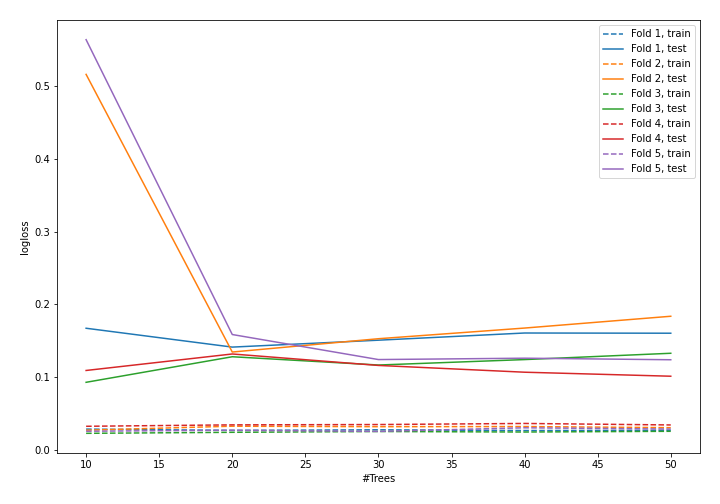 Fold 1, train
Fold 1, test
Fold 2, train
Fold 2, test
Fold 3, train
Fold 3, test
Fold 4, train
Fold 4, test
Fold 5, train
Fold 5, test
logloss
0.5
0.4
0.3
0.2
0.1
0.0
10 15 20 25 30 35 40 45 50
#Trees